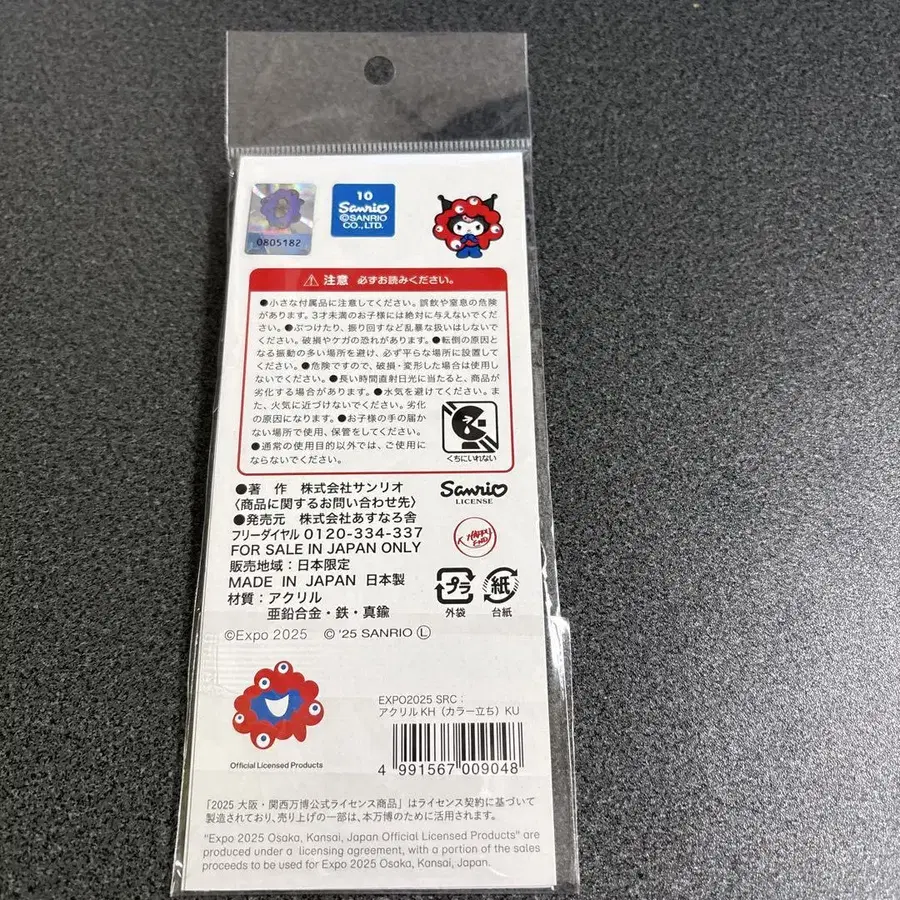 0805182
10
Sanrio
©SANRIO
CO.,LTD.
⚠ 注意 必ずお読みください。
●小さな付属品に注意してください。誤飲や窒息の危険
があります。3才未満のお子様には絶対に与えないでくだ
さい。●ぶつけたり、振り回すなど乱暴な扱いはしないで
ください。破損やケガの恐れがあります。●転倒の原因と
なる振動の多い場所を避け、必ず平らな場所に設置して
ください。●危険ですので、破損・変形した場合は使用し
ないでください。●長い時間直射日光に当たると、商品が
劣化する場合があります。●水気を避けてください。ま
た、火気に近づけないでください。劣化
の原因になります。●お子様の手の届か
ない場所で使用、保管をしてください。
●通常の使用目的以外では、ご使用に
ならないでください。
くちにいれない
●著 作 株式会社サンリオ
〈商品に関するお問い合わせ先〉
●発売元 株式会社あすなろ舎
フリーダイヤル 0120-334-337
FOR SALE IN JAPAN ONLY
販売地域：日本限定
MADE IN JAPAN 日本製
材質：アクリル
亜鉛合金・鉄・真鍮
Sanrio
LICENSE
HAPPY
END
プラ
外袋
紙
台紙
©Expo 2025 © '25 SANRIO Ⓛ
Official Licensed Products
EXPO2025 SRC：
アクリルKH（カラー立ち）KU
4 991567 009048
「2025 大阪・関西万博公式ライセンス商品」はライセンス契約に基づいて
製造されており、売り上げの一部は、本万博のために活用されます。
"Expo 2025 Osaka, Kansai, Japan Official Licensed Products" are
produced under a licensing agreement, with a portion of the sales
proceeds to be used for Expo 2025 Osaka, Kansai, Japan.